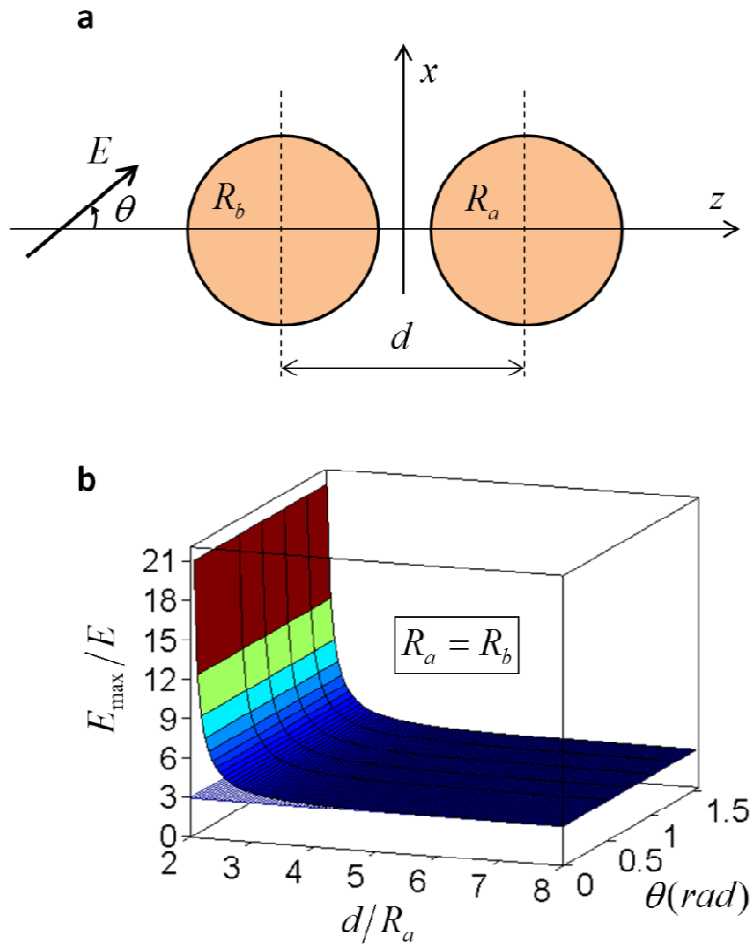 a
x
E
θ
R_b
R_a
z
d
b
21
18
15
12
9
6
3
0
E_max/E
R_a = R_b
2 3 4 5 6 7 8
d/R_a
0 0.5 1 1.5
θ(rad)